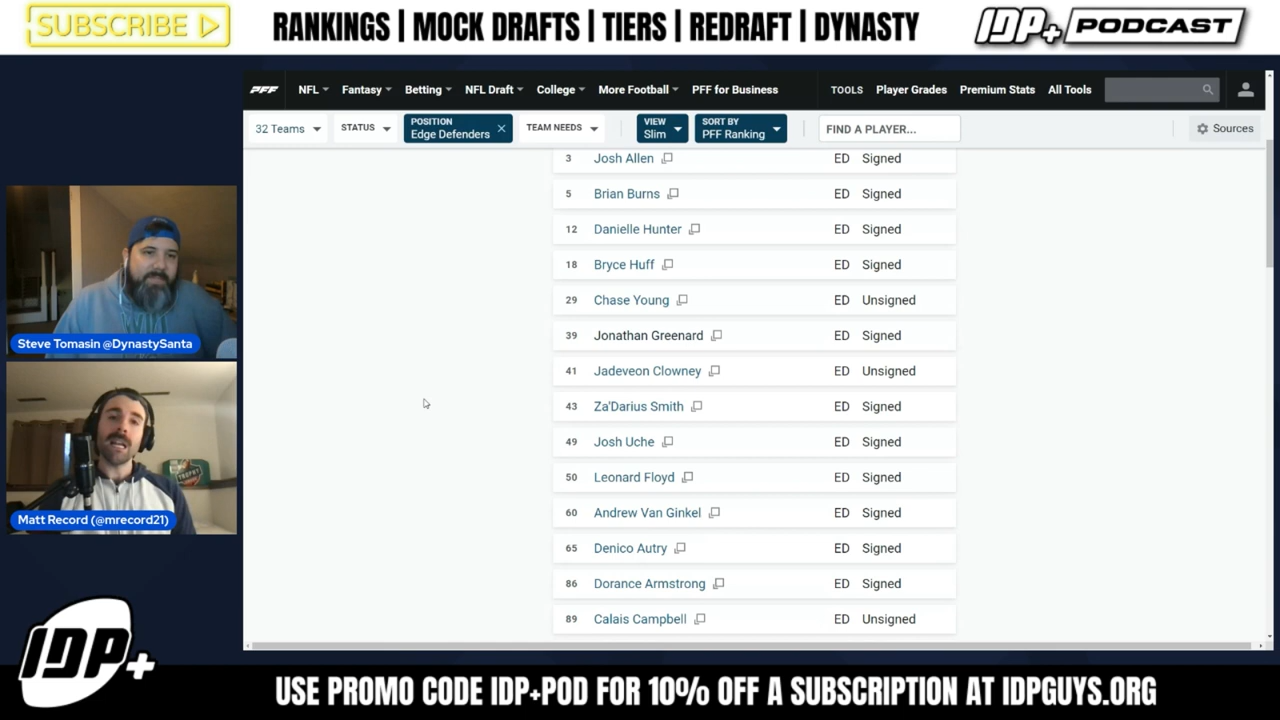 SUBSCRIBE
RANKINGS | MOCK DRAFTS | TIERS | REDRAFT | DYNASTY
IDP+ PODCAST
PFF NFL Fantasy Betting NFL Draft College More Football PFF for Business TOOLS Player Grades Premium Stats All Tools
32 Teams STATUS POSITION Edge Defenders TEAM NEEDS VIEW Slim SORT BY PFF Ranking FIND A PLAYER... Sources
3 Josh Allen ED Signed
5 Brian Burns ED Signed
12 Danielle Hunter ED Signed
18 Bryce Huff ED Signed
29 Chase Young ED Unsigned
39 Jonathan Greenard ED Signed
41 Jadeveon Clowney ED Unsigned
43 Za'Darius Smith ED Signed
49 Josh Uche ED Signed
50 Leonard Floyd ED Signed
60 Andrew Van Ginkel ED Signed
65 Denico Autry ED Signed
86 Dorance Armstrong ED Signed
89 Calais Campbell ED Unsigned
Steve Tomasin @DynastySanta
Matt Record (@mrecord21)
IDP+
USE PROMO CODE IDP+POD FOR 10% OFF A SUBSCRIPTION AT IDPGUYS.ORG